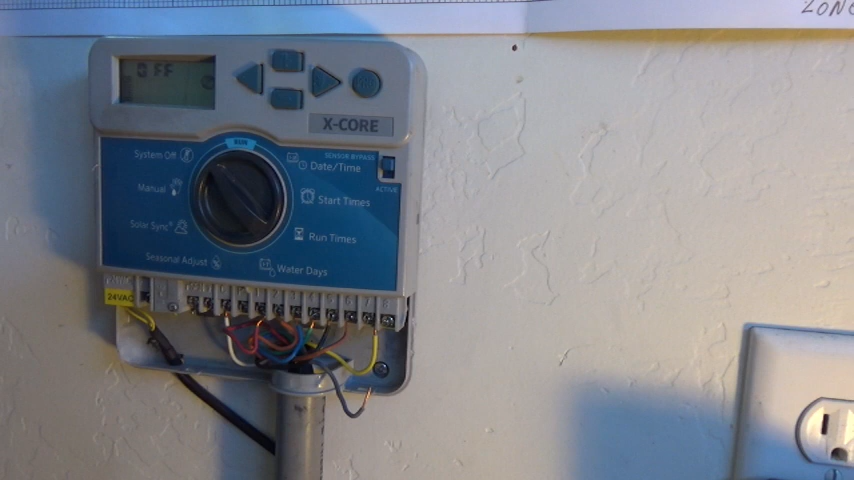 ZONE
OFF
X-CORE
RUN
SENSOR BYPASS
System Off
Date/Time
ACTIVE
Manual
Start Times
Solar Sync®
Run Times
Seasonal Adjust
Water Days
24VAC